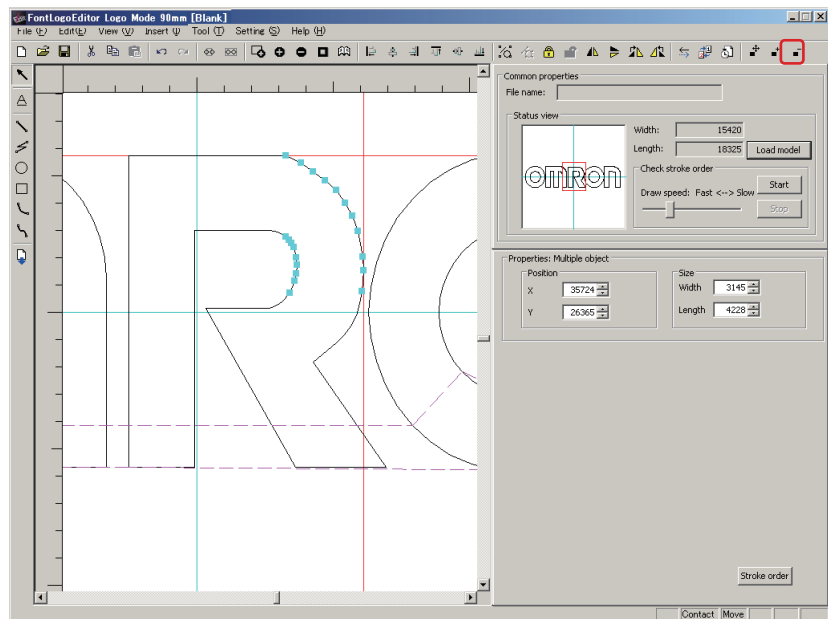 FontLogoEditor Logo Mode 90mm [Blank]
File (F) Edit(E) View (V) Insert (I) Tool (T) Setting (S) Help (H)
Common properties
File name:
Status view
Width: 15420
Length: 18325 Load model
OMRON
Check stroke order
Draw speed: Fast <--> Slow Start
Stop
Properties: Multiple object
Position Size
X 35724 Width 3145
Y 26365 Length 4228
Stroke order
Contact Move